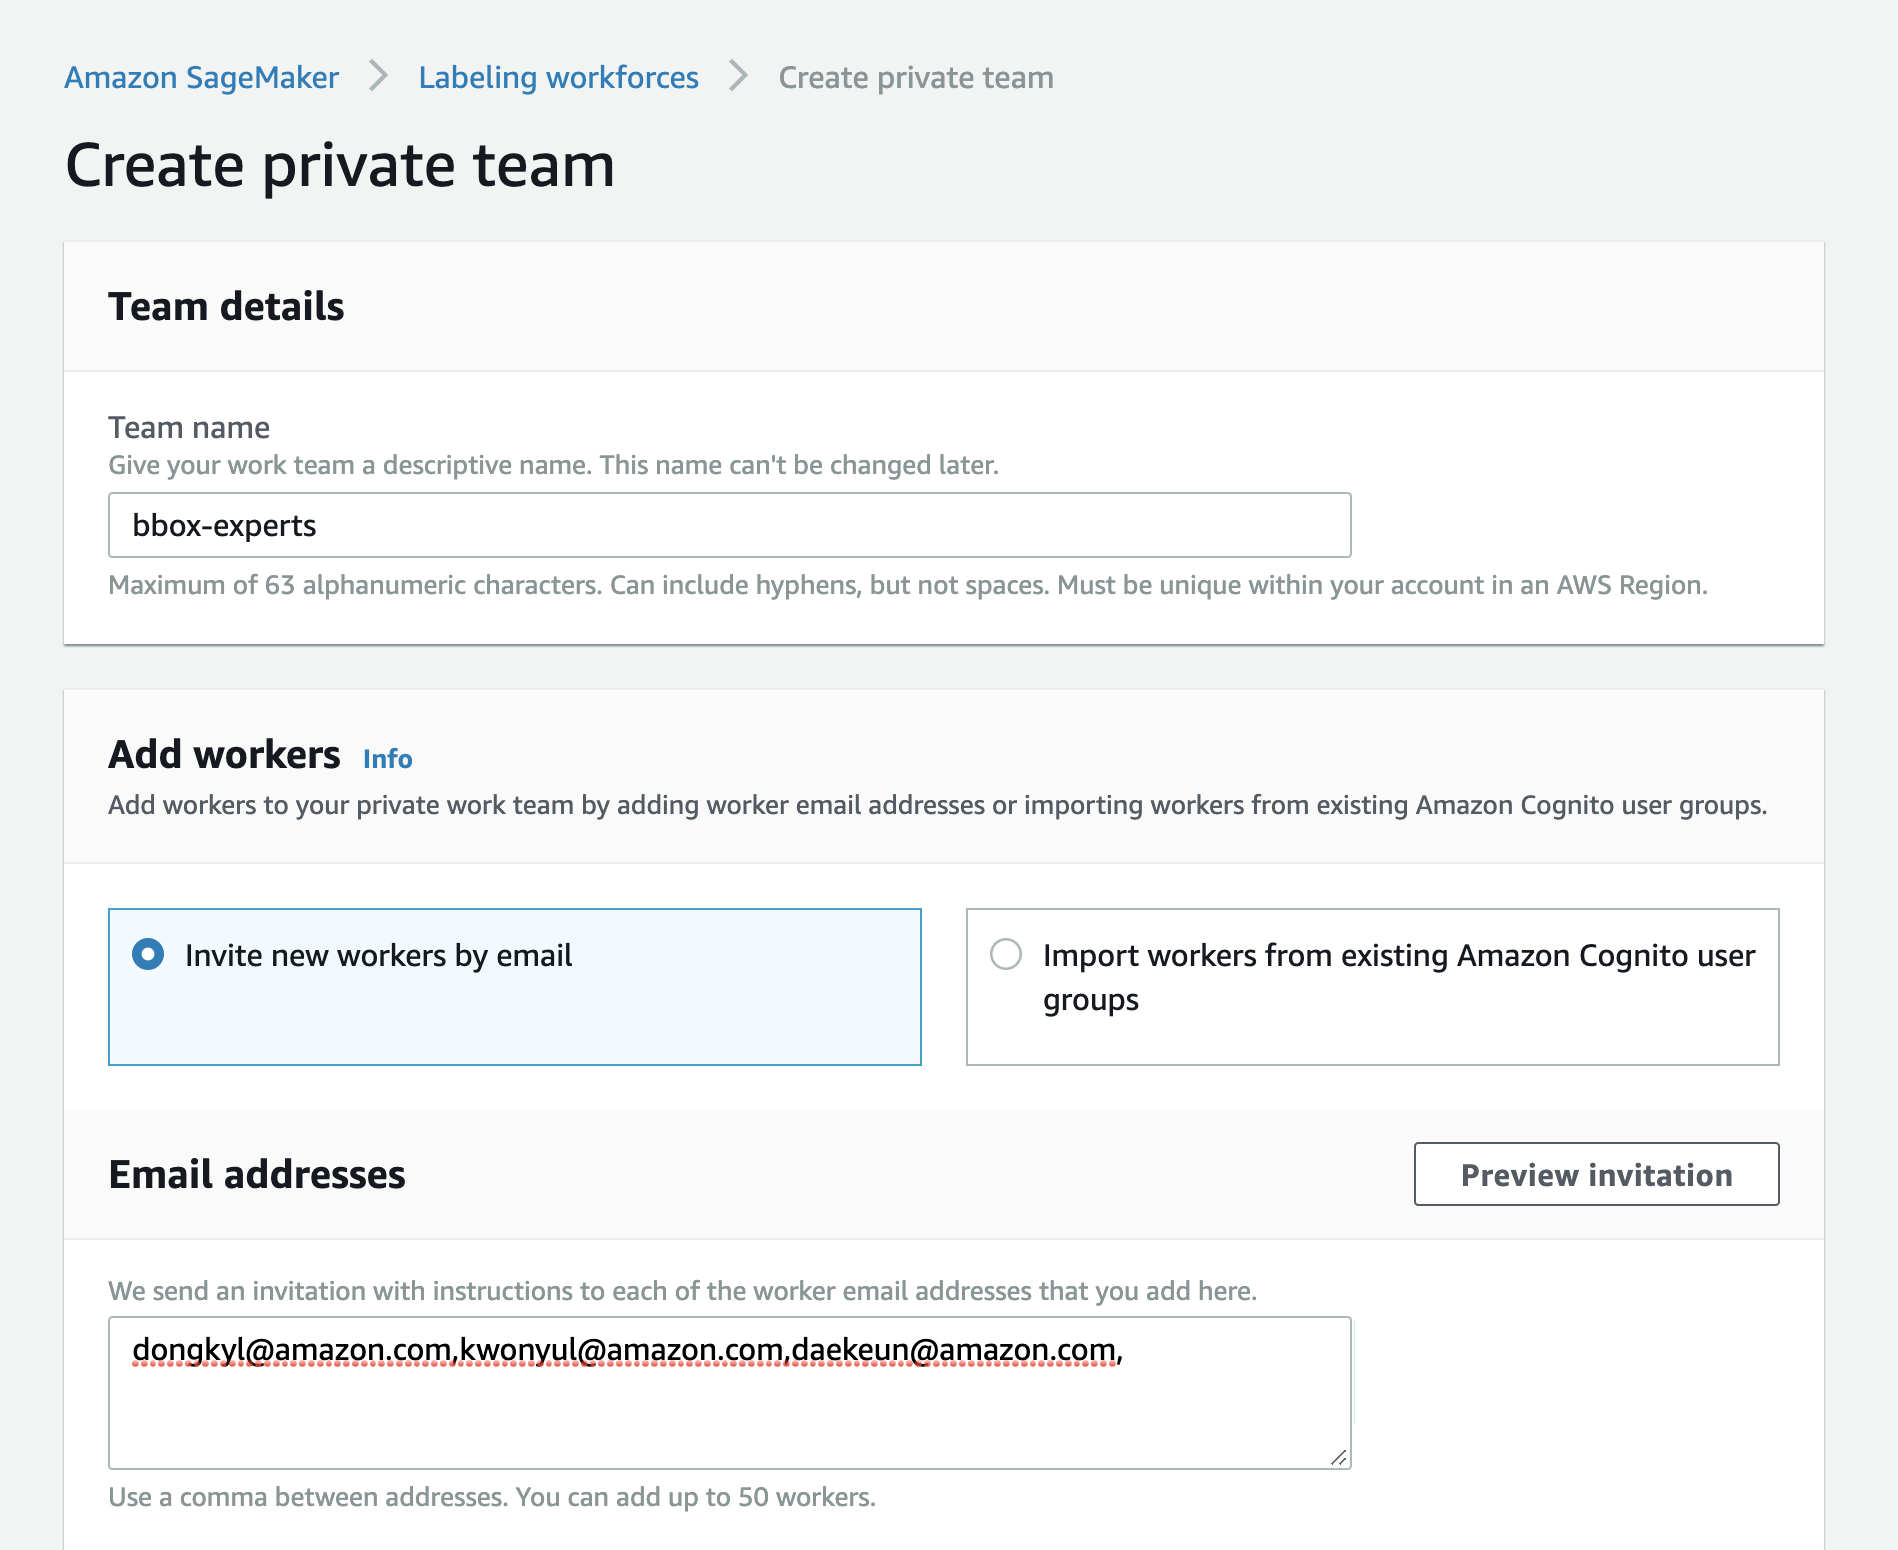 Amazon SageMaker > Labeling workforces > Create private team
Create private team
Team details
Team name
Give your work team a descriptive name. This name can't be changed later.
bbox-experts
Maximum of 63 alphanumeric characters. Can include hyphens, but not spaces. Must be unique within your account in an AWS Region.
Add workers Info
Add workers to your private work team by adding worker email addresses or importing workers from existing Amazon Cognito user groups.
Invite new workers by email
Import workers from existing Amazon Cognito user
groups
Email addresses
Preview invitation
We send an invitation with instructions to each of the worker email addresses that you add here.
dongkyl@amazon.com,kwonyul@amazon.com,daekeun@amazon.com,
Use a comma between addresses. You can add up to 50 workers.